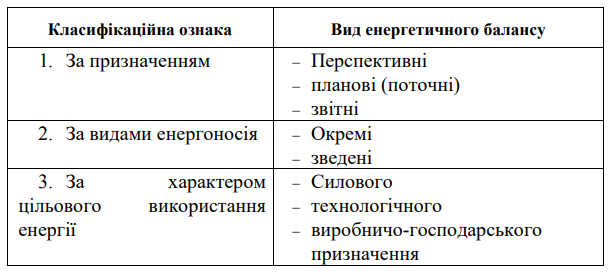 Класифікаційна ознака
Вид енергетичного балансу
1. За призначенням
– Перспективні
– планові (поточні)
– звітні
2. За видами енергоносія
– Окремі
– зведені
3. За характером
цільового використання
енергії
– Силового
– технологічного
– виробничо-господарського
призначення